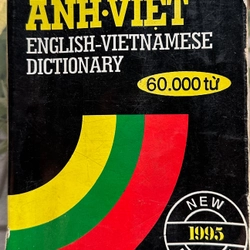 ANH·VIỆT
ENGLISH-VIETNAMESE
DICTIONARY
60.000 từ
NEW
1995